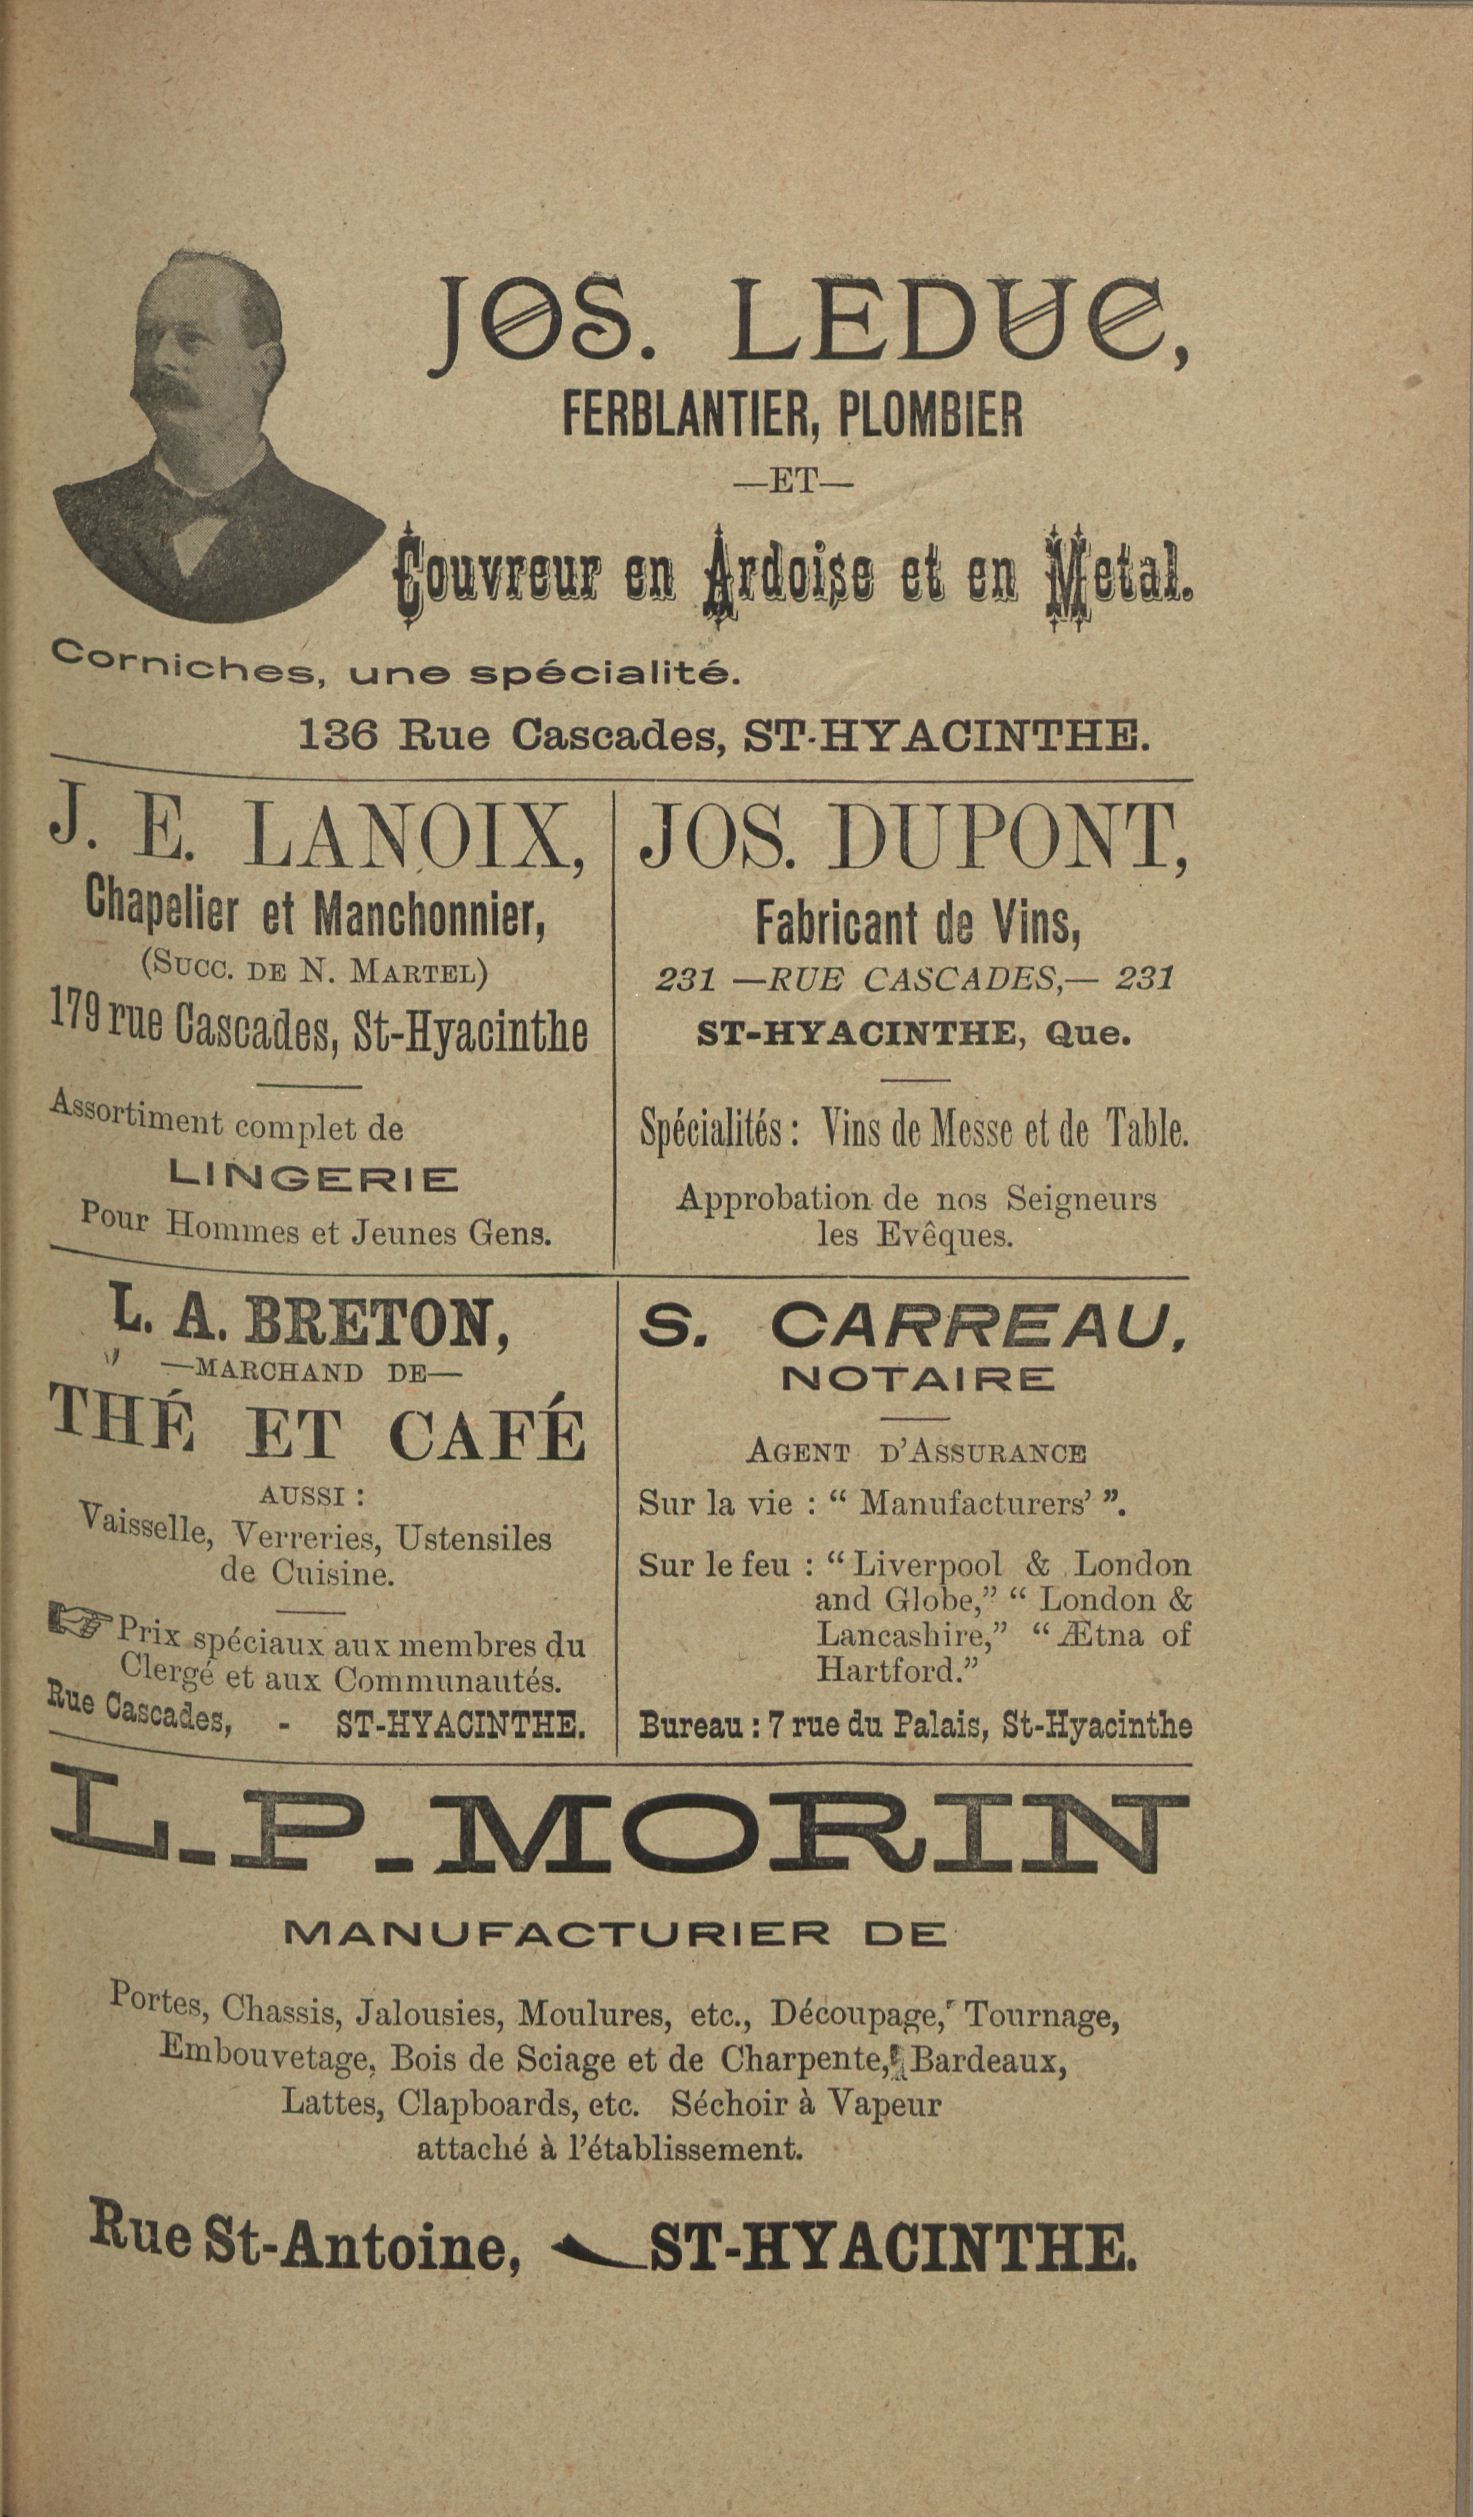 JOS. LEDUC,
FERBLANTIER, PLOMBIER
—ET—
Couvreur en Ardoise et en Metal.
Corniches, une spécialité.
136 Rue Cascades, ST-HYACINTHE.
J. E. LANOIX,
Chapelier et Manchonnier,
(SUCC. DE N. MARTEL)
179 rue Cascades, St-Hyacinthe
Assortiment complet de
LINGERIE
Pour Hommes et Jeunes Gens.
JOS. DUPONT,
Fabricant de Vins,
231 —RUE CASCADES,— 231
ST-HYACINTHE, Que.
Spécialités : Vins de Messe et de Table.
Approbation de nos Seigneurs
les Evêques.
L. A. BRETON,
—MARCHAND DE—
THÉ ET CAFÉ
AUSSI :
Vaisselle, Verreries, Ustensiles
de Cuisine.
Prix spéciaux aux membres du
Clergé et aux Communautés.
Rue Cascades, - ST-HYACINTHE.
S. CARREAU,
NOTAIRE
AGENT D'ASSURANCE
Sur la vie : “ Manufacturers’ ”.
Sur le feu : “ Liverpool & London
and Globe,” “ London &
Lancashire,” “ Ætna of
Hartford.”
Bureau : 7 rue du Palais, St-Hyacinthe
L.P.MORIN
MANUFACTURIER DE
Portes, Chassis, Jalousies, Moulures, etc., Découpage, Tournage,
Embouvetage, Bois de Sciage et de Charpente, Bardeaux,
Lattes, Clapboards, etc. Séchoir à Vapeur
attaché à l'établissement.
Rue St-Antoine, ST-HYACINTHE.